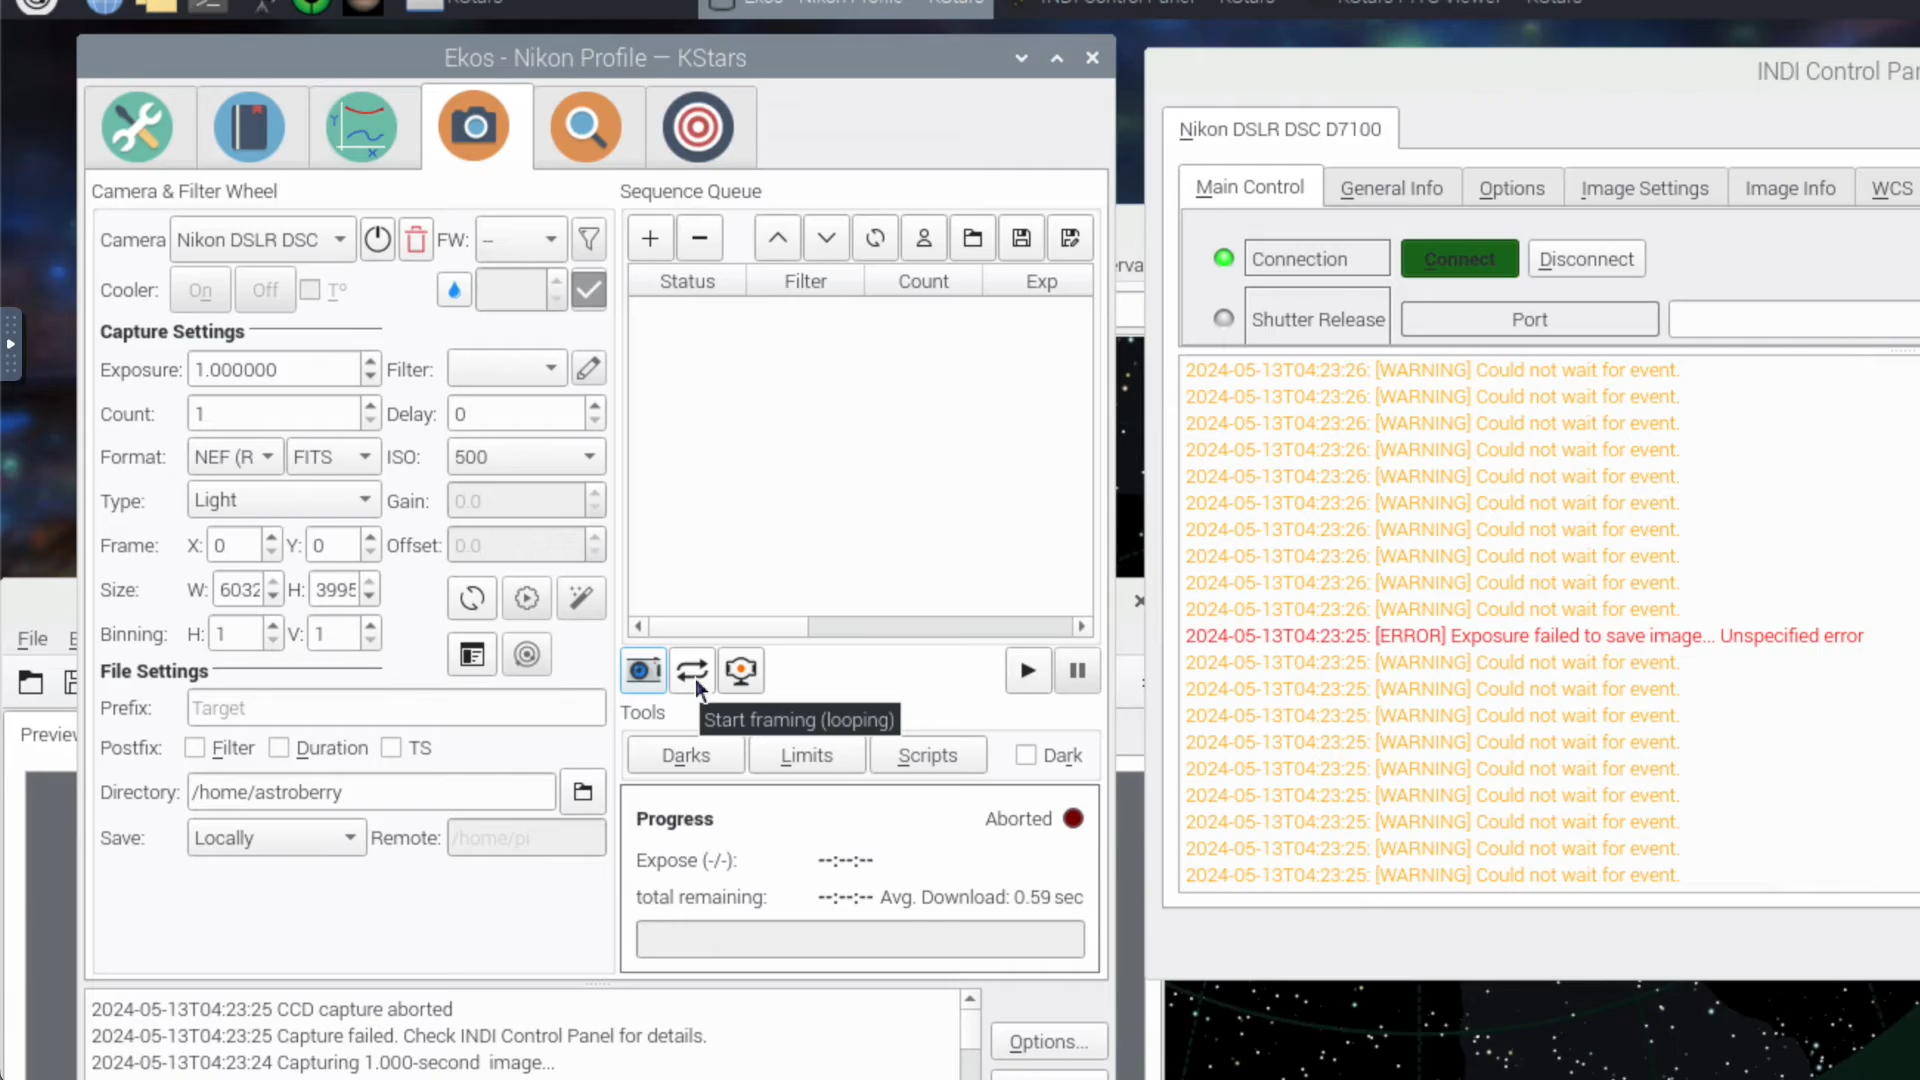 KStars
Ekos - Nikon Profile — KStars
INDI Control Panel — KStars
KStars FITS Viewer — KStars
Ekos - Nikon Profile — KStars
Camera & Filter Wheel
Camera Nikon DSLR DSC FW: --
Cooler: On Off T°
Capture Settings
Exposure: 1.000000 Filter:
Count: 1 Delay: 0
Format: NEF (R FITS ISO: 500
Type: Light Gain: 0.0
Frame: X: 0 Y: 0 Offset: 0.0
Size: W: 6032 H: 3995
Binning: H: 1 V: 1
File Settings
Prefix: Target
Postfix: Filter Duration TS
Directory: /home/astroberry
Save: Locally Remote: /home/pi
Sequence Queue
Status Filter Count Exp
Start framing (looping)
Tools
Darks Limits Scripts Dark
Progress Aborted
Expose (-/-): --:--:--
total remaining: --:--:-- Avg. Download: 0.59 sec
2024-05-13T04:23:25 CCD capture aborted
2024-05-13T04:23:25 Capture failed. Check INDI Control Panel for details.
2024-05-13T04:23:24 Capturing 1.000-second image...
Options...
File E
Preview
erva
INDI Control Par
Nikon DSLR DSC D7100
Main Control General Info Options Image Settings Image Info WCS
Connection Connect Disconnect
Shutter Release Port
2024-05-13T04:23:26: [WARNING] Could not wait for event.
2024-05-13T04:23:26: [WARNING] Could not wait for event.
2024-05-13T04:23:26: [WARNING] Could not wait for event.
2024-05-13T04:23:26: [WARNING] Could not wait for event.
2024-05-13T04:23:26: [WARNING] Could not wait for event.
2024-05-13T04:23:26: [WARNING] Could not wait for event.
2024-05-13T04:23:26: [WARNING] Could not wait for event.
2024-05-13T04:23:26: [WARNING] Could not wait for event.
2024-05-13T04:23:26: [WARNING] Could not wait for event.
2024-05-13T04:23:26: [WARNING] Could not wait for event.
2024-05-13T04:23:25: [ERROR] Exposure failed to save image... Unspecified error
2024-05-13T04:23:25: [WARNING] Could not wait for event.
2024-05-13T04:23:25: [WARNING] Could not wait for event.
2024-05-13T04:23:25: [WARNING] Could not wait for event.
2024-05-13T04:23:25: [WARNING] Could not wait for event.
2024-05-13T04:23:25: [WARNING] Could not wait for event.
2024-05-13T04:23:25: [WARNING] Could not wait for event.
2024-05-13T04:23:25: [WARNING] Could not wait for event.
2024-05-13T04:23:25: [WARNING] Could not wait for event.
2024-05-13T04:23:25: [WARNING] Could not wait for event.